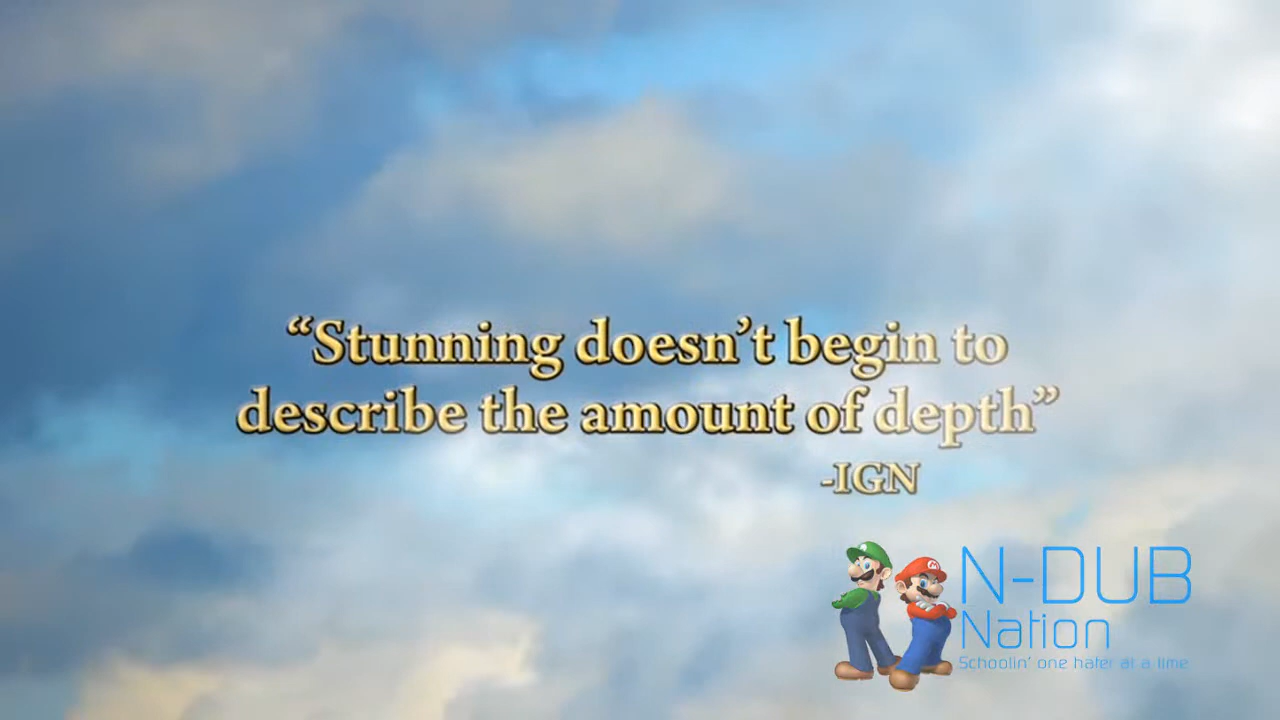 “Stunning doesn’t begin to
describe the amount of depth”
-IGN
N-DUB
Nation
Schoolin' one hater at a time